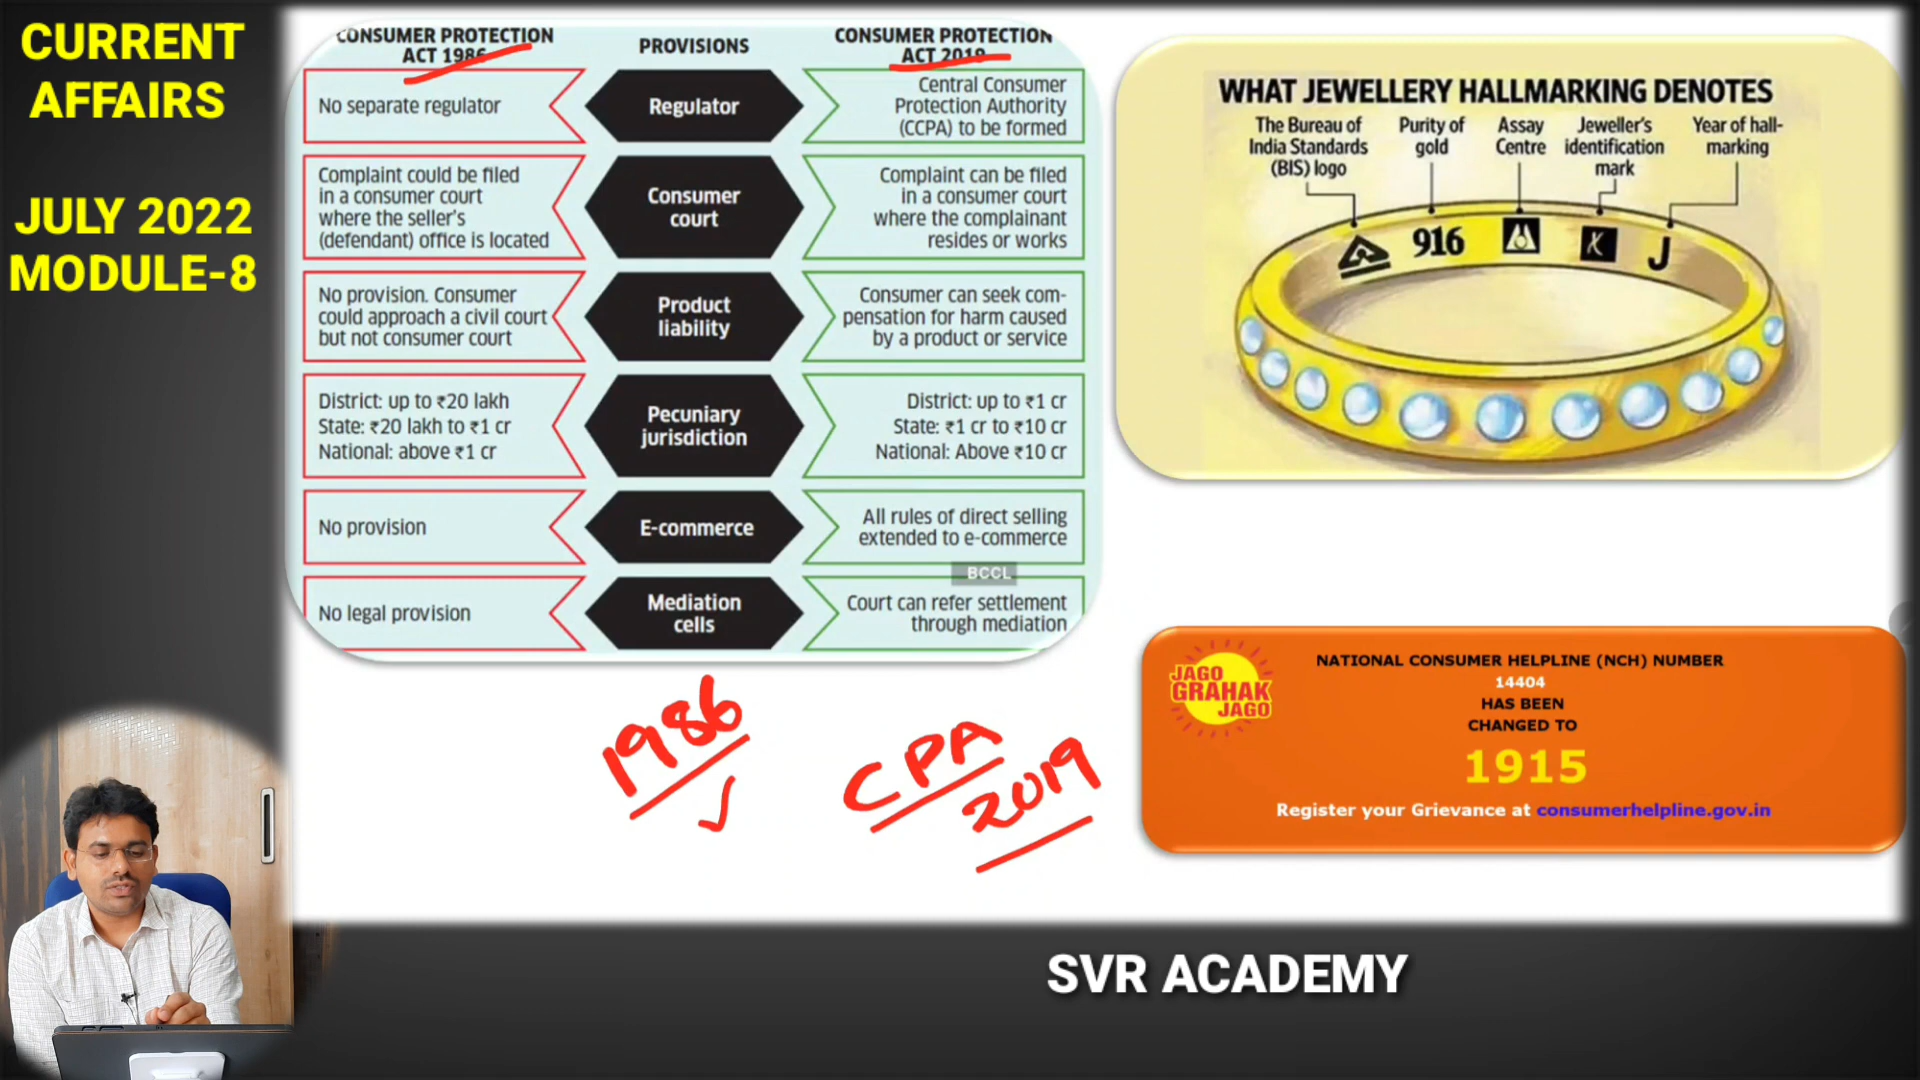 CURRENT
AFFAIRS
JULY 2022
MODULE-8
CONSUMER PROTECTION
ACT 1986
PROVISIONS
CONSUMER PROTECTION
ACT 2019
No separate regulator
Regulator
Central Consumer
Protection Authority
(CCPA) to be formed
Complaint could be filed
in a consumer court
where the seller's
(defendant) office is located
Consumer
court
Complaint can be filed
in a consumer court
where the complainant
resides or works
No provision. Consumer
could approach a civil court
but not consumer court
Product
liability
Consumer can seek com-
pensation for harm caused
by a product or service
District: up to ₹20 lakh
State: ₹20 lakh to ₹1 cr
National: above ₹1 cr
Pecuniary
jurisdiction
District: up to ₹1 cr
State: ₹1 cr to ₹10 cr
National: Above ₹10 cr
No provision
E-commerce
All rules of direct selling
extended to e-commerce
BCCL
No legal provision
Mediation
cells
Court can refer settlement
through mediation
1986
CPA
2019
WHAT JEWELLERY HALLMARKING DENOTES
The Bureau of
India Standards
(BIS) logo
Purity of
gold
Assay
Centre
Jeweller's
identification
mark
Year of hall-
marking
916
K
J
JAGO
GRAHAK
JAGO
NATIONAL CONSUMER HELPLINE (NCH) NUMBER
14404
HAS BEEN
CHANGED TO
1915
Register your Grievance at consumerhelpline.gov.in
SVR ACADEMY